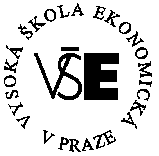 VYSOKÁ ŠKOLA EKONOMICKÁ
VŠE
V PRAZE